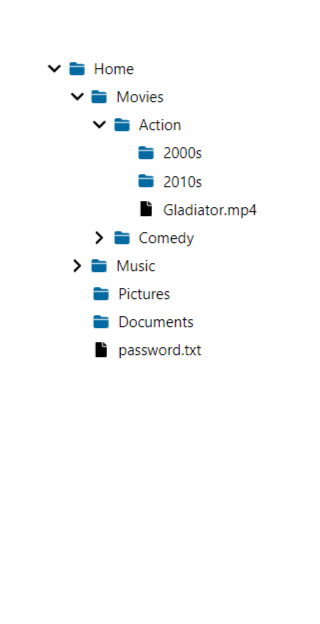 Home
Movies
Action
2000s
2010s
Gladiator.mp4
Comedy
Music
Pictures
Documents
password.txt